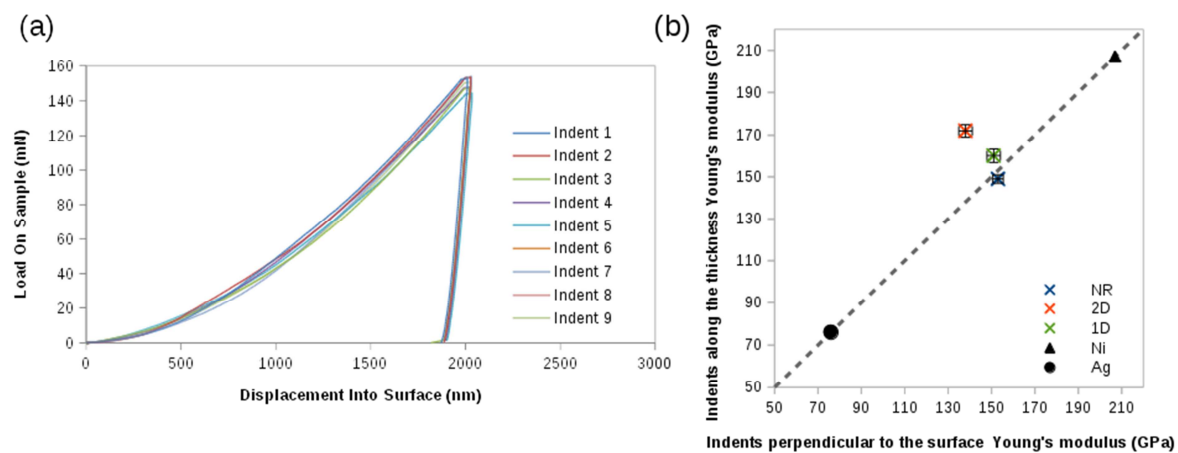 (a)
160
140
120
100
80
60
40
20
0
0 500 1000 1500 2000 2500 3000
Load On Sample (mN)
Displacement Into Surface (nm)
Indent 1
Indent 2
Indent 3
Indent 4
Indent 5
Indent 6
Indent 7
Indent 8
Indent 9
(b)
Indents along the thickness Young's modulus (GPa)
210
190
170
150
130
110
90
70
50
50 70 90 110 130 150 170 190 210
NR
2D
1D
Ni
Ag
Indents perpendicular to the surface Young's modulus (GPa)